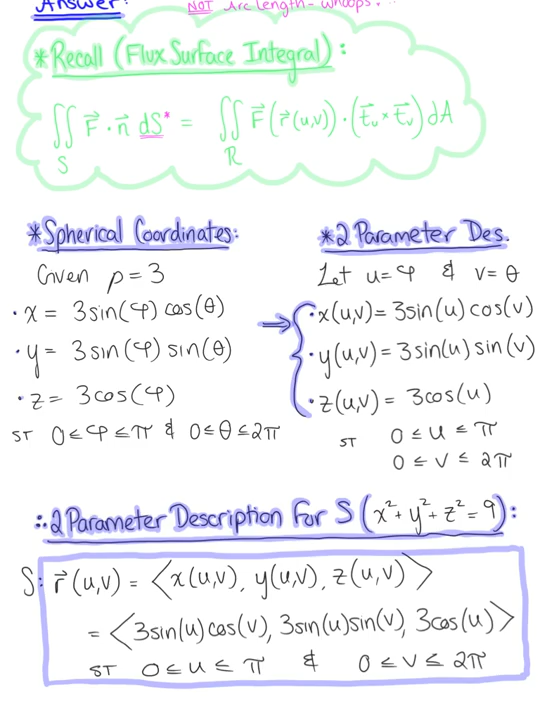 Answer:
NOT Arc length - whoops!
*Recall (Flux Surface Integral):
∬_S F⃗ · n⃗ dS* = ∬_R F⃗(r⃗(u,v)) · (t⃗_u × t⃗_v) dA
*Spherical Coordinates:
Given ρ = 3
• x = 3sin(φ) cos(θ)
• y = 3 sin(φ) sin(θ)
• z = 3cos(φ)
ST 0 ≤ φ ≤ π & 0 ≤ θ ≤ 2π
*2 Parameter Des.
Let u = φ & v = θ
⇒ { • x(u,v) = 3sin(u) cos(v)
• y(u,v) = 3sin(u) sin(v)
• z(u,v) = 3cos(u)
ST 0 ≤ u ≤ π
0 ≤ v ≤ 2π
∴ 2 Parameter Description For S (x² + y² + z² = 9):
S: r⃗(u,v) = ⟨x(u,v), y(u,v), z(u,v)⟩
= ⟨3sin(u)cos(v), 3sin(u)sin(v), 3cos(u)⟩
ST 0 ≤ u ≤ π & 0 ≤ v ≤ 2π